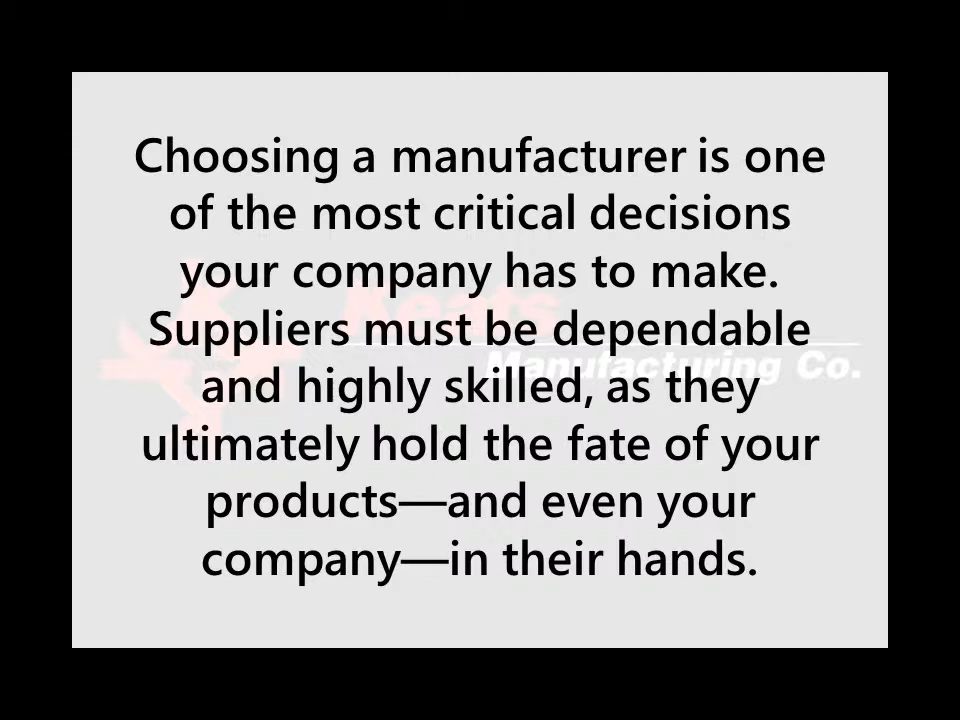 Choosing a manufacturer is one
of the most critical decisions
your company has to make.
Suppliers must be dependable
and highly skilled, as they
ultimately hold the fate of your
products—and even your
company—in their hands.
Keats
Manufacturing Co.